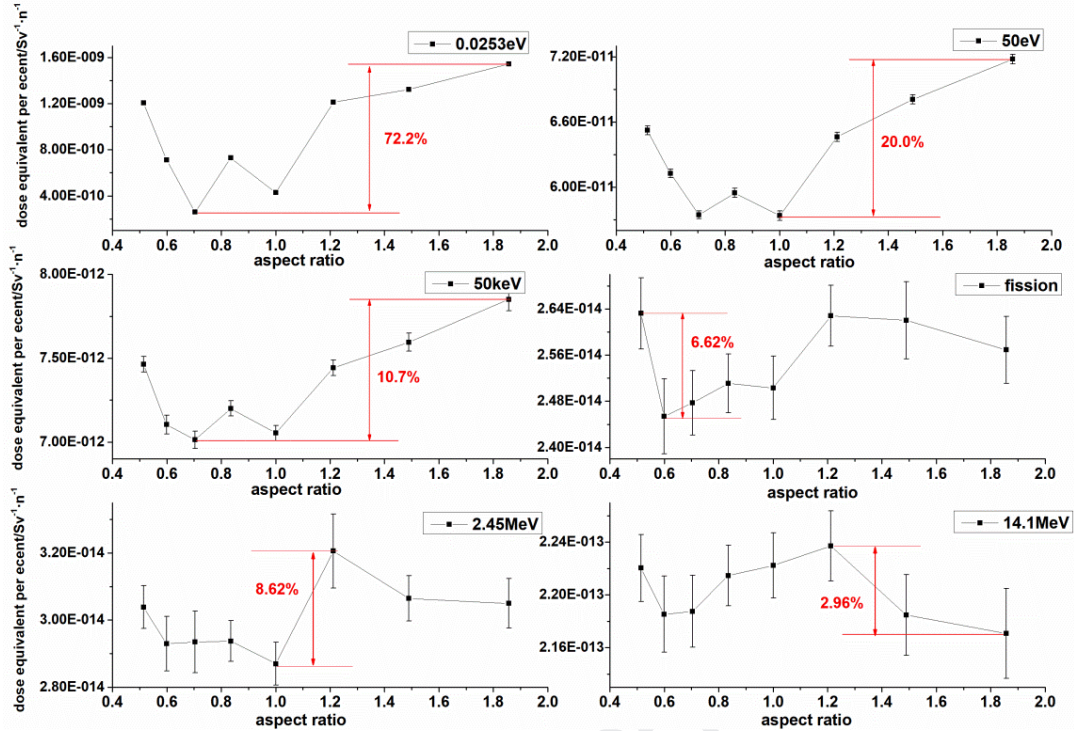 0.0253eV
dose equivalent per ecent/Sv⁻¹·n⁻¹
1.60E-009
1.20E-009
8.00E-010
4.00E-010
72.2%
0.4 0.6 0.8 1.0 1.2 1.4 1.6 1.8 2.0
aspect ratio
50eV
7.20E-011
6.60E-011
6.00E-011
20.0%
0.4 0.6 0.8 1.0 1.2 1.4 1.6 1.8 2.0
aspect ratio
50keV
dose equivalent per ecent/Sv⁻¹·n⁻¹
8.00E-012
7.50E-012
7.00E-012
10.7%
0.4 0.6 0.8 1.0 1.2 1.4 1.6 1.8 2.0
aspect ratio
fission
2.64E-014
2.56E-014
2.48E-014
2.40E-014
6.62%
0.4 0.6 0.8 1.0 1.2 1.4 1.6 1.8 2.0
aspect ratio
2.45MeV
dose equivalent per ecent/Sv⁻¹·n⁻¹
3.20E-014
3.00E-014
2.80E-014
8.62%
0.4 0.6 0.8 1.0 1.2 1.4 1.6 1.8 2.0
aspect ratio
14.1MeV
2.24E-013
2.20E-013
2.16E-013
2.96%
0.4 0.6 0.8 1.0 1.2 1.4 1.6 1.8 2.0
aspect ratio